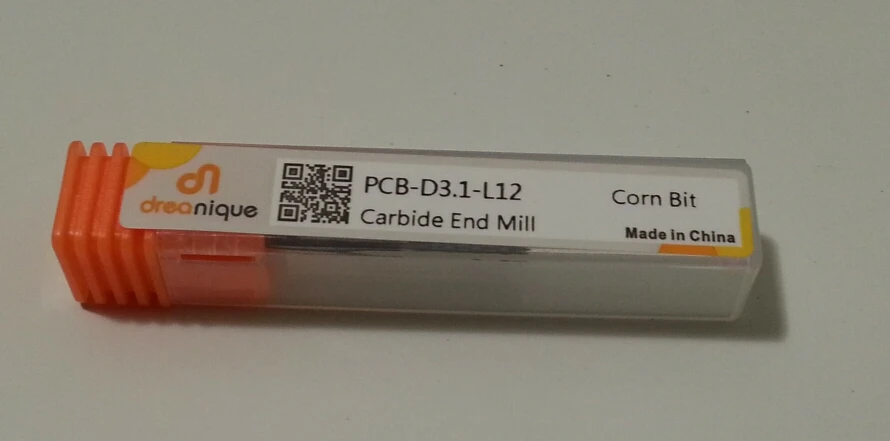 dreanique
PCB-D3.1-L12
Carbide End Mill
Corn Bit
Made in China